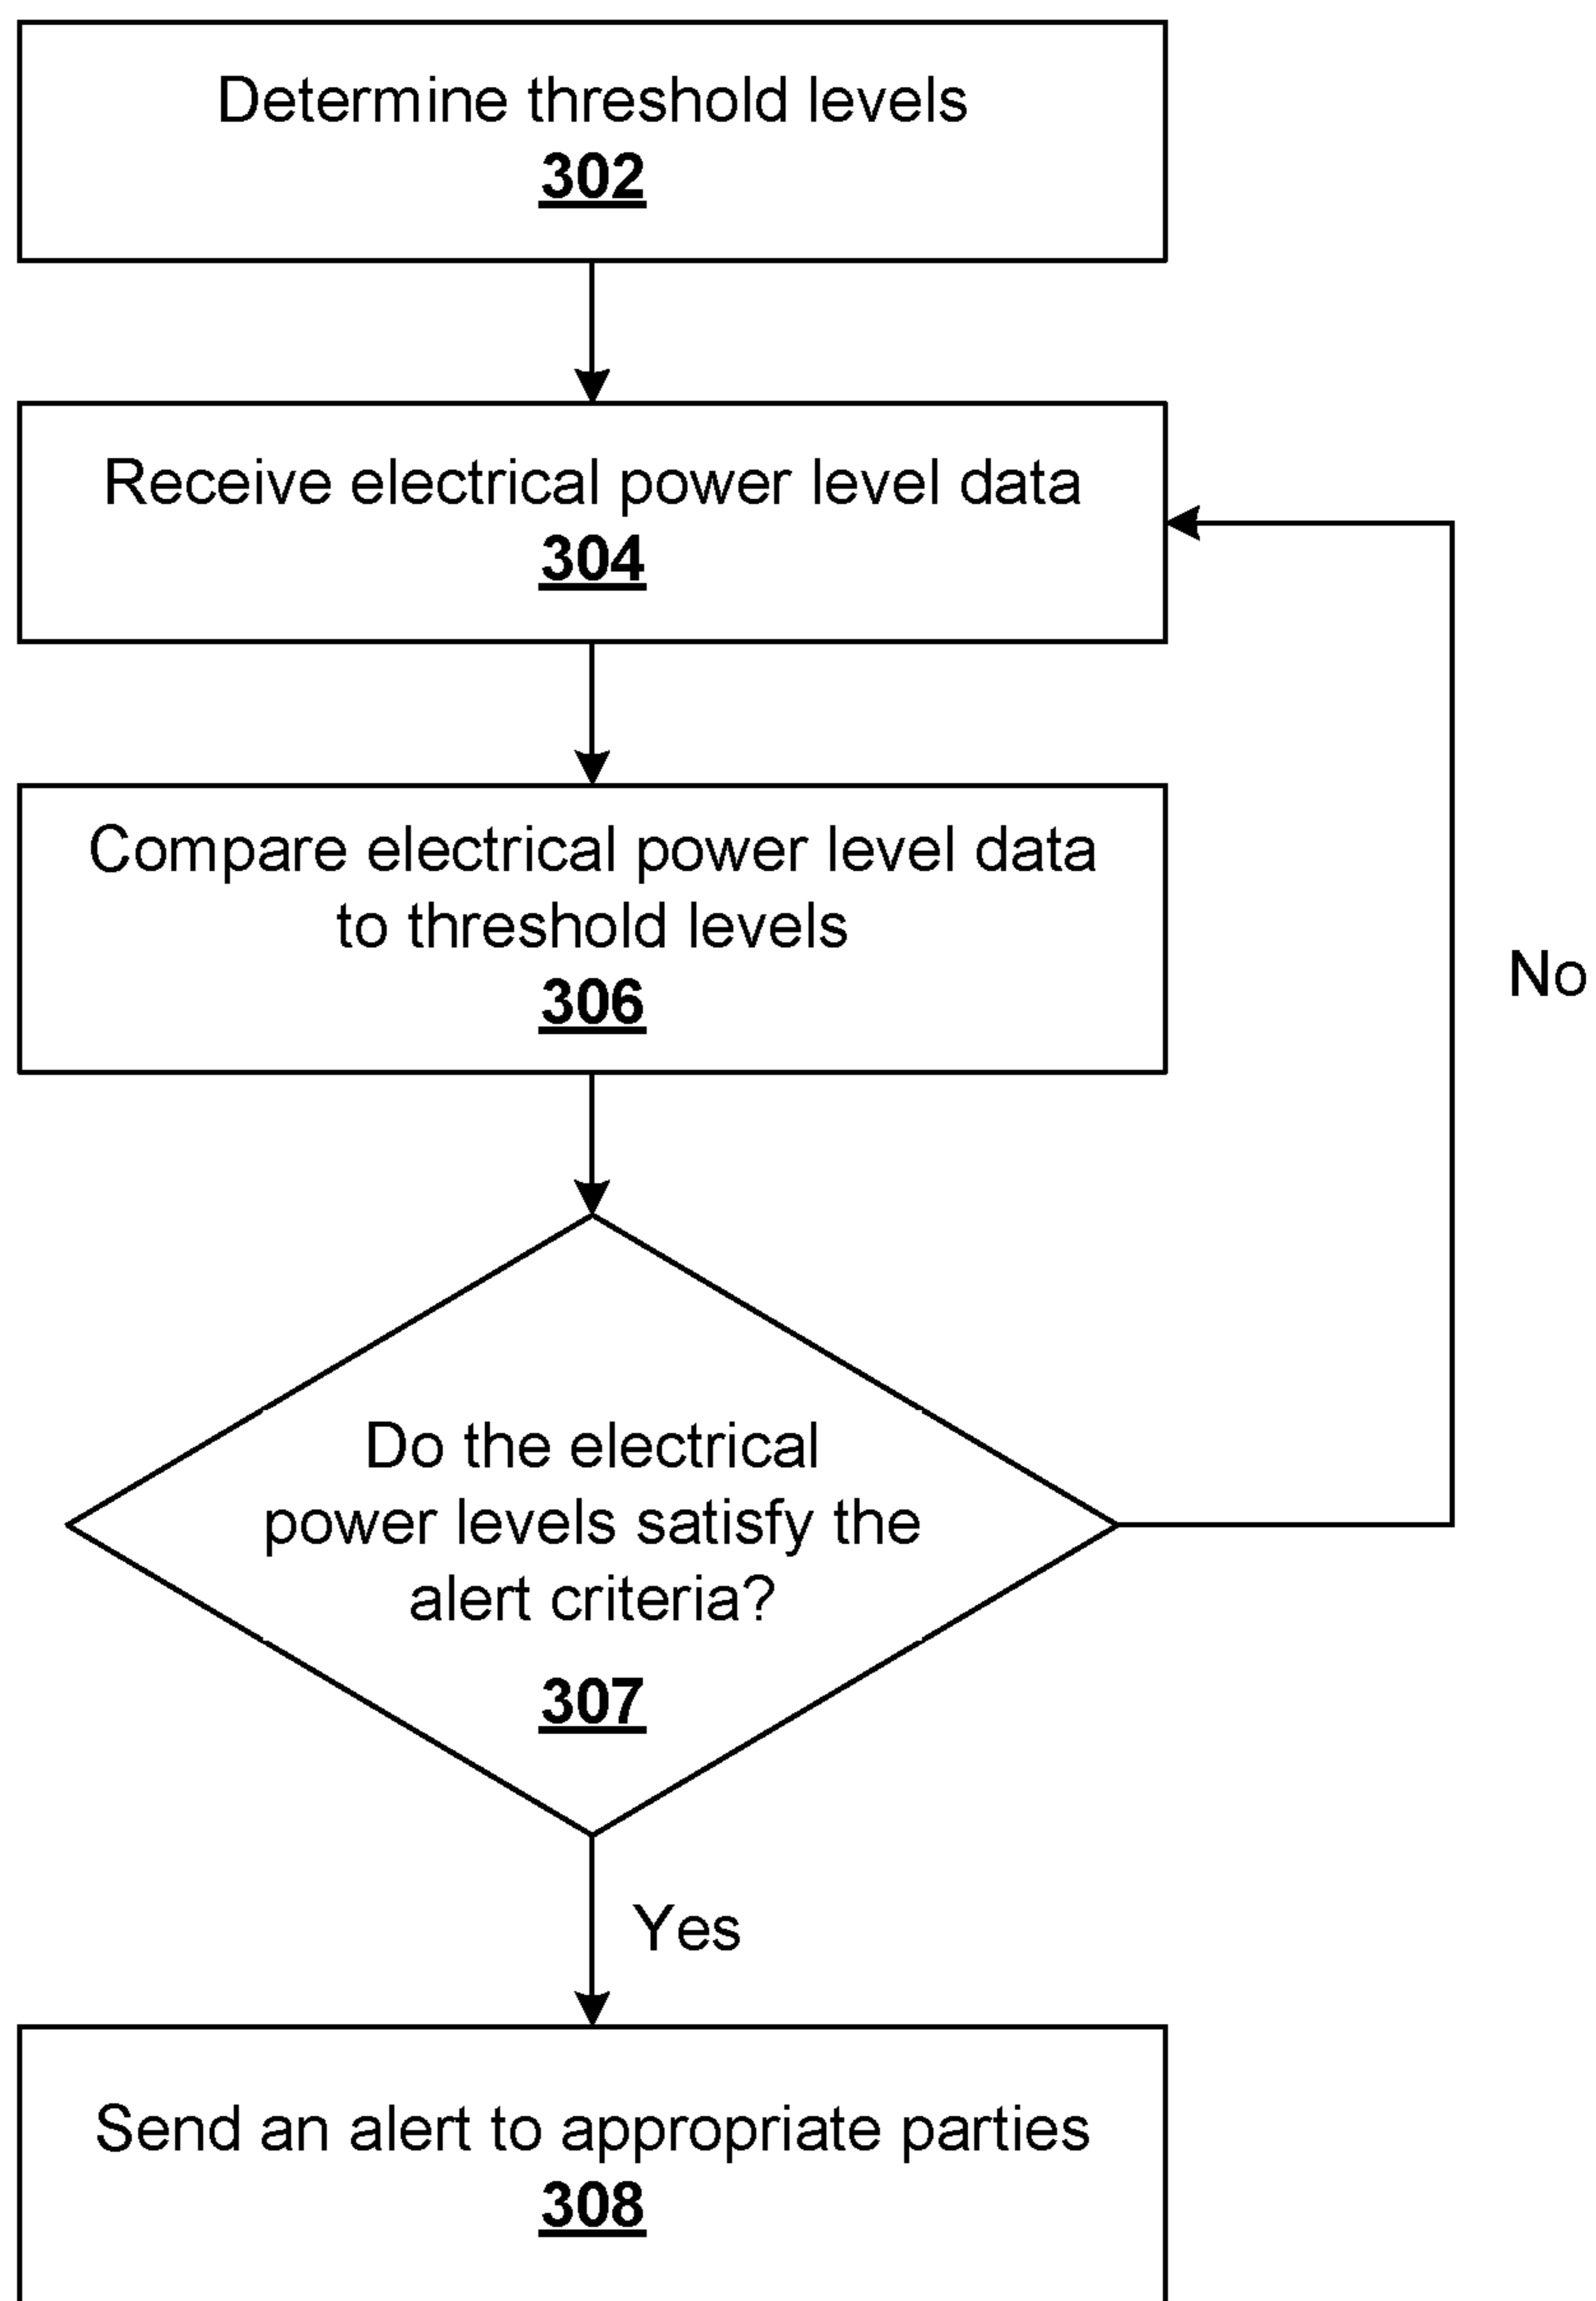 Determine threshold levels
302
Receive electrical power level data
304
Compare electrical power level data
to threshold levels
306
No
Do the electrical
power levels satisfy the
alert criteria?
307
Yes
Send an alert to appropriate parties
308